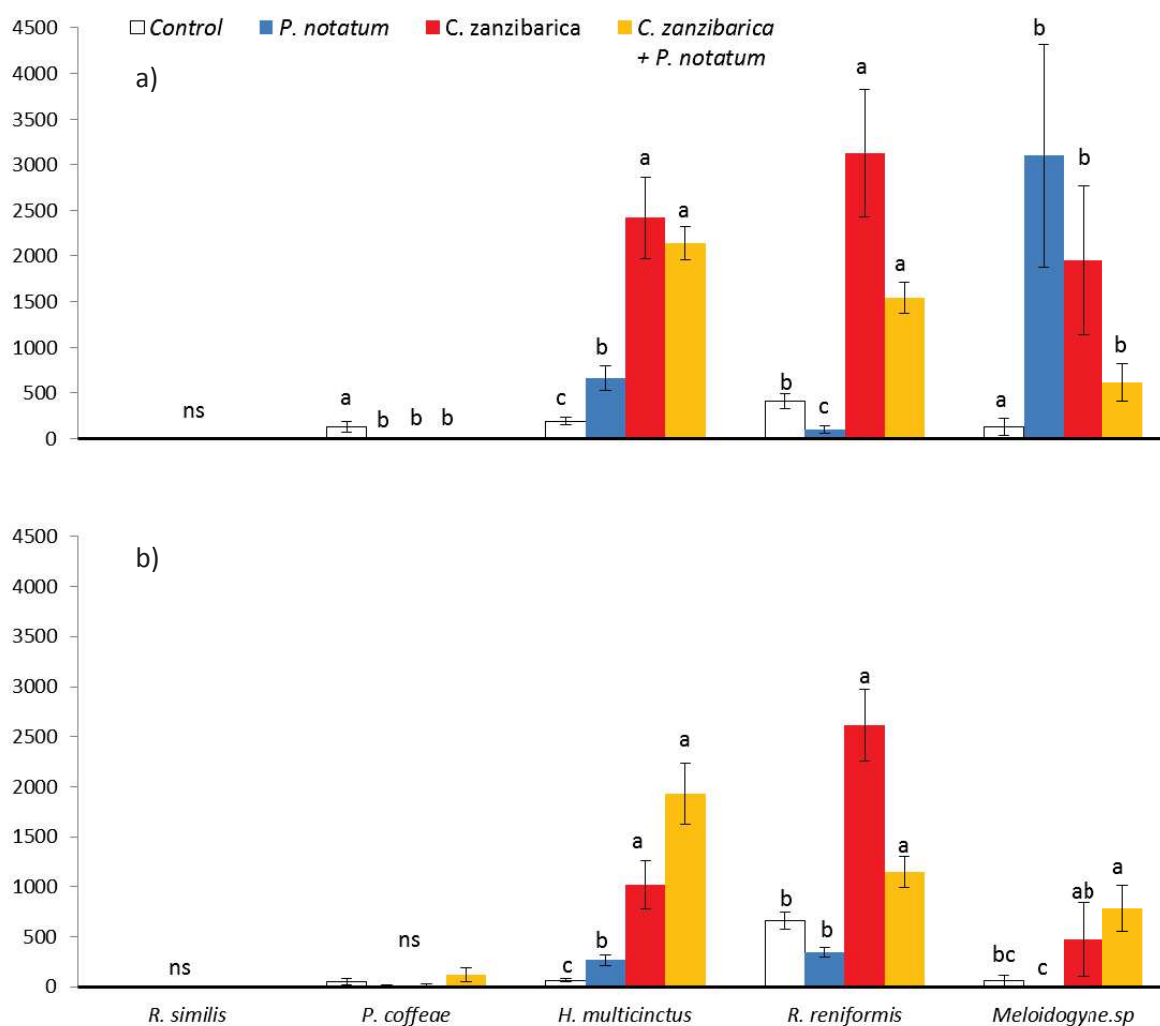 4500
Control P. notatum C. zanzibarica C. zanzibarica
+ P. notatum
b
a)
4000
a
3500
3000
a
b
2500
a
2000
a
1500
b
1000
b
500
a b b b
c
b
c
a
0
ns
4500
b)
4000
3500
3000
a
2500
a
2000
1500
a
a
1000
b
ab
a
500
ns
b
b
bc
c
c
0
ns
R. similis P. coffeae H. multicinctus R. reniformis Meloidogyne.sp